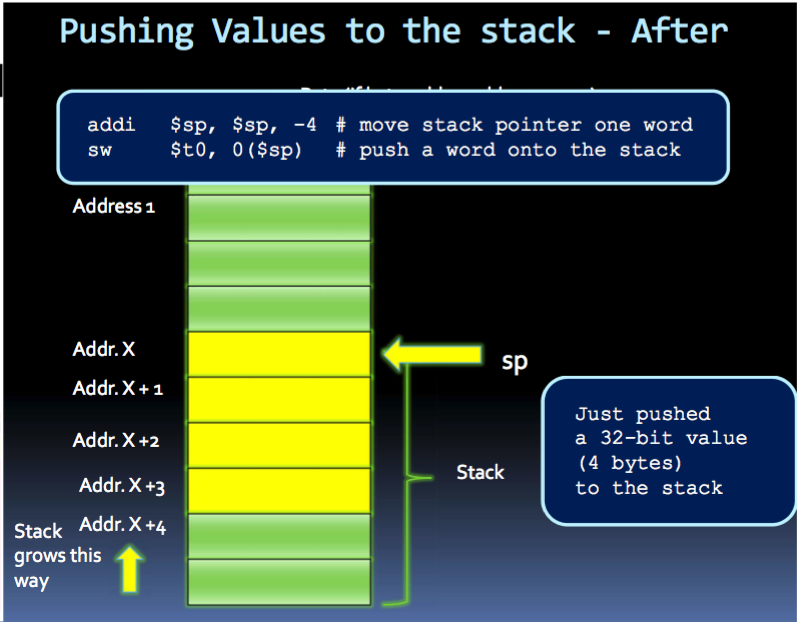 Pushing Values to the stack - After
addi $sp, $sp, -4 # move stack pointer one word
sw $t0, 0($sp) # push a word onto the stack
Address 1
Addr. X
sp
Addr. X + 1
Addr. X +2
Addr. X +3
Addr. X +4
Stack
Just pushed
a 32-bit value
(4 bytes)
to the stack
Stack
grows this
way